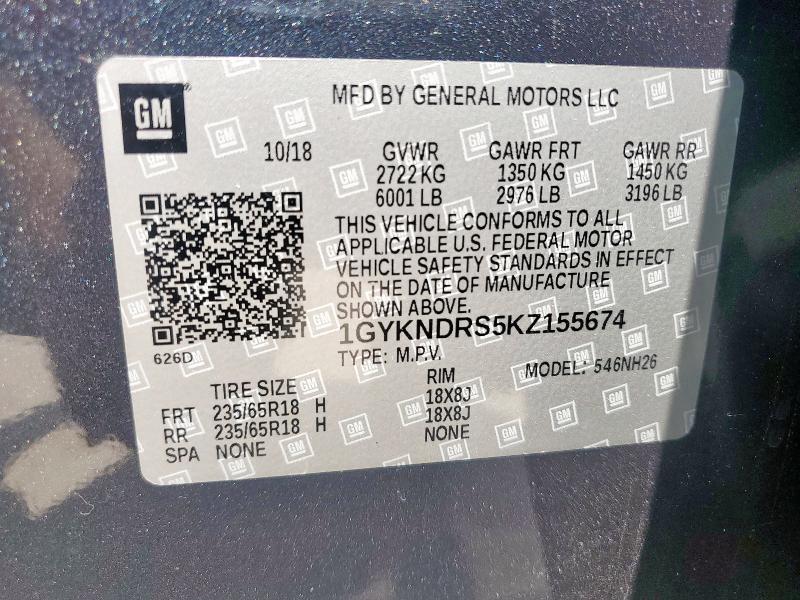 GM
MFD BY GENERAL MOTORS LLC
10/18 GVWR GAWR FRT GAWR RR
2722 KG 1350 KG 1450 KG
6001 LB 2976 LB 3196 LB
THIS VEHICLE CONFORMS TO ALL
APPLICABLE U.S. FEDERAL MOTOR
VEHICLE SAFETY STANDARDS IN EFFECT
ON THE DATE OF MANUFACTURE
SHOWN ABOVE.
1GYKNDRS5KZ155674
626D TYPE: M.P.V. MODEL: 546NH26
TIRE SIZE RIM
FRT 235/65R18 H 18X8J
RR 235/65R18 H 18X8J
SPA NONE NONE